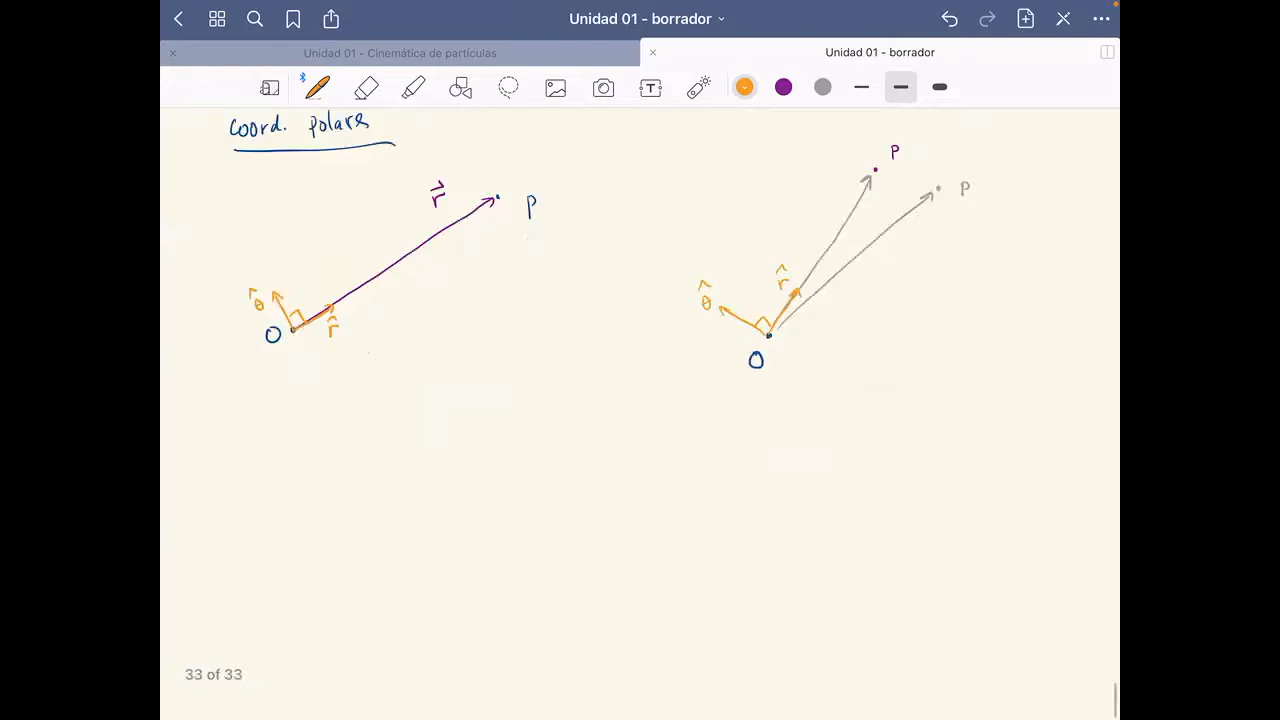 Unidad 01 - borrador
Unidad 01 - Cinemática de partículas
Unidad 01 - borrador
T
Coord. polares
r⃗
P
θ̂
r̂
O
P
P
r̂
θ̂
O
33 of 33